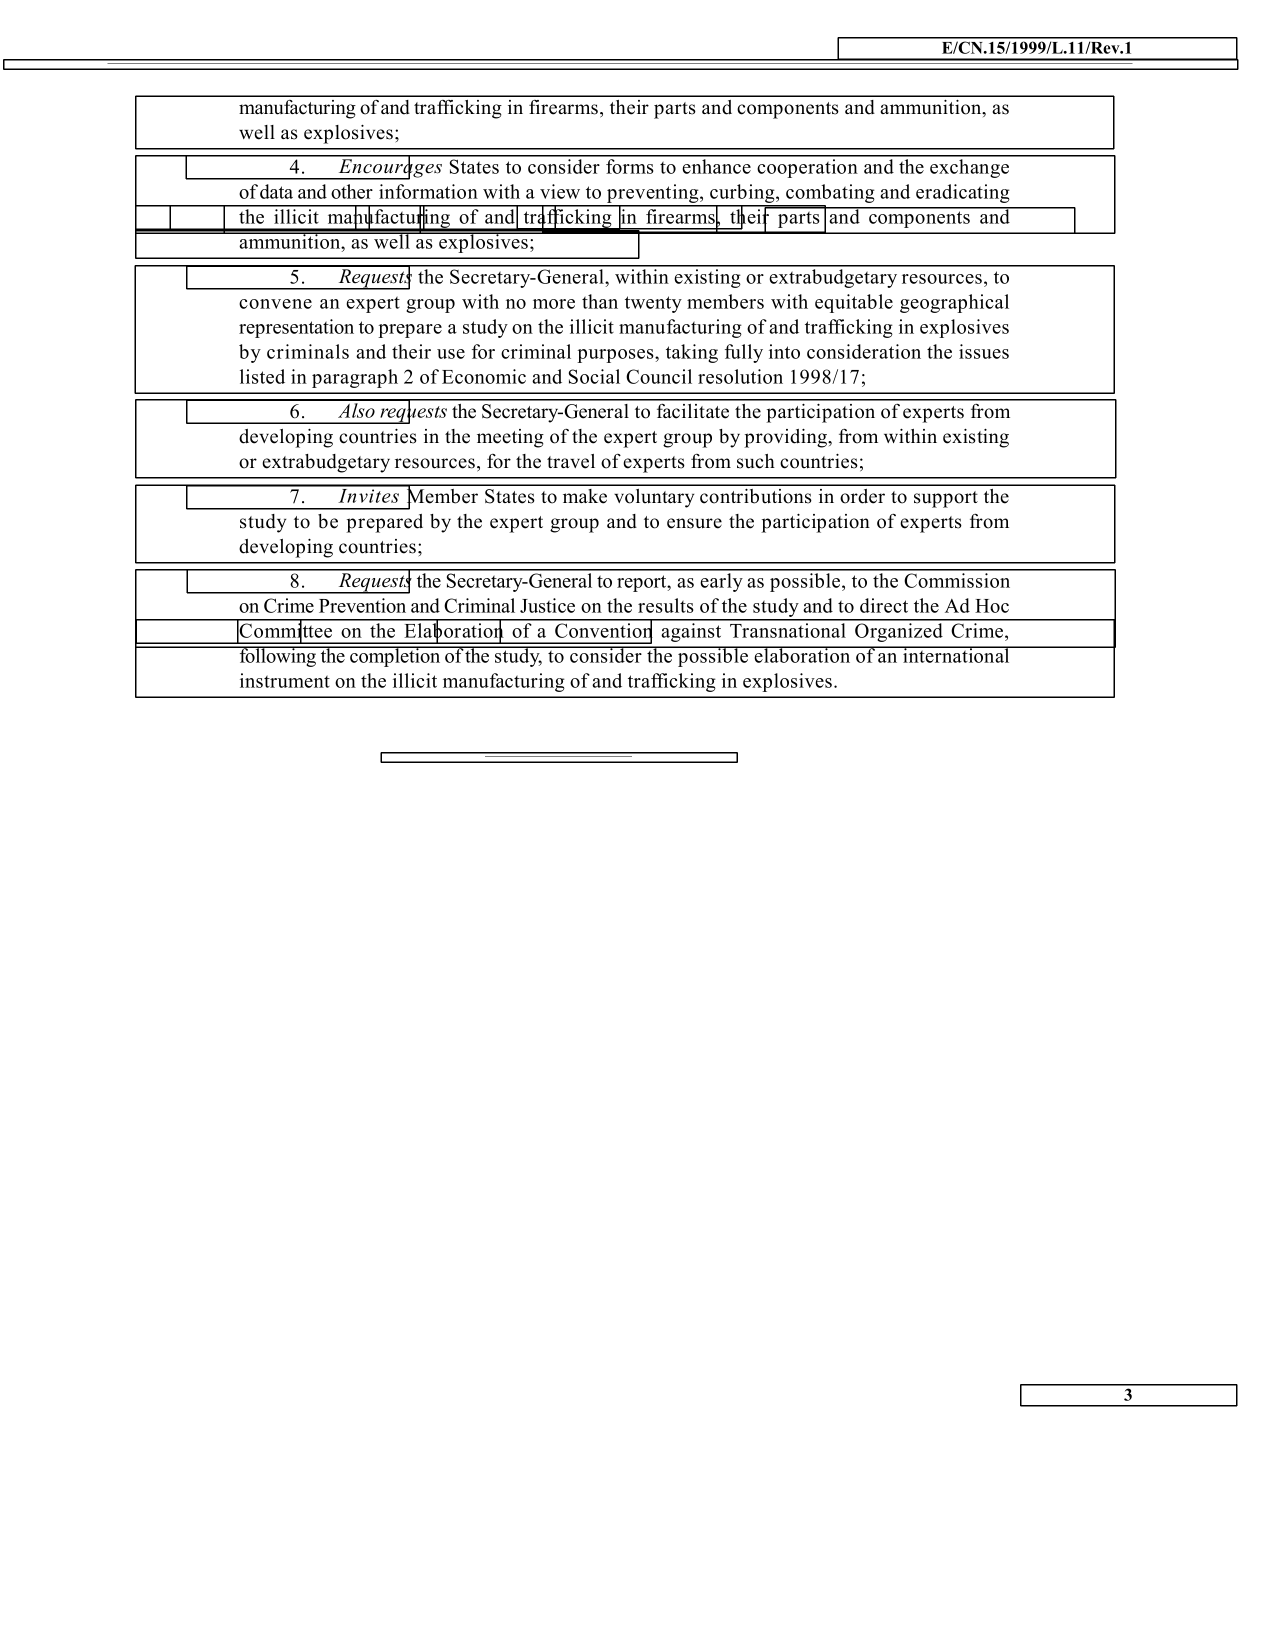 E/CN.15/1999/L.11/Rev.1
manufacturing of and trafficking in firearms, their parts and components and ammunition, as
well as explosives;
4. Encourages States to consider forms to enhance cooperation and the exchange
of data and other information with a view to preventing, curbing, combating and eradicating
the illicit manufacturing of and trafficking in firearms, their parts and components and
ammunition, as well as explosives;
5. Requests the Secretary-General, within existing or extrabudgetary resources, to
convene an expert group with no more than twenty members with equitable geographical
representation to prepare a study on the illicit manufacturing of and trafficking in explosives
by criminals and their use for criminal purposes, taking fully into consideration the issues
listed in paragraph 2 of Economic and Social Council resolution 1998/17;
6. Also requests the Secretary-General to facilitate the participation of experts from
developing countries in the meeting of the expert group by providing, from within existing
or extrabudgetary resources, for the travel of experts from such countries;
7. Invites Member States to make voluntary contributions in order to support the
study to be prepared by the expert group and to ensure the participation of experts from
developing countries;
8. Requests the Secretary-General to report, as early as possible, to the Commission
on Crime Prevention and Criminal Justice on the results of the study and to direct the Ad Hoc
Committee on the Elaboration of a Convention against Transnational Organized Crime,
following the completion of the study, to consider the possible elaboration of an international
instrument on the illicit manufacturing of and trafficking in explosives.
3